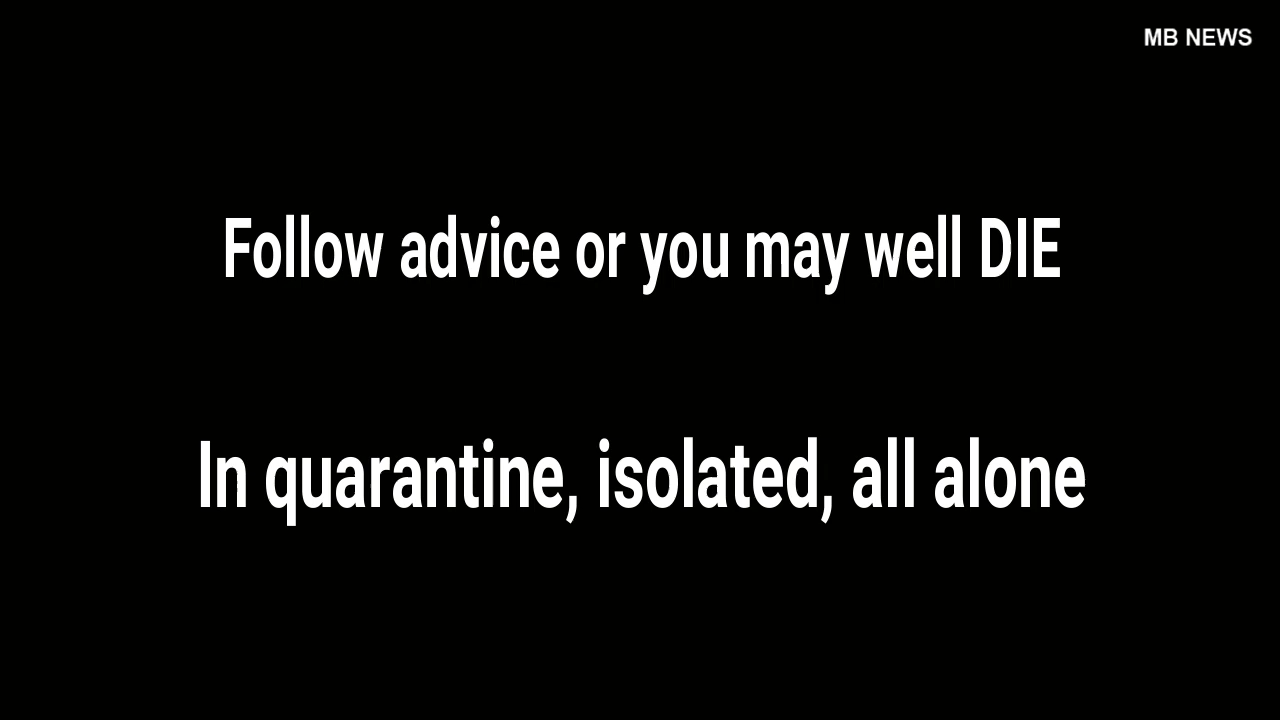 MB NEWS
Follow advice or you may well DIE
In quarantine, isolated, all alone